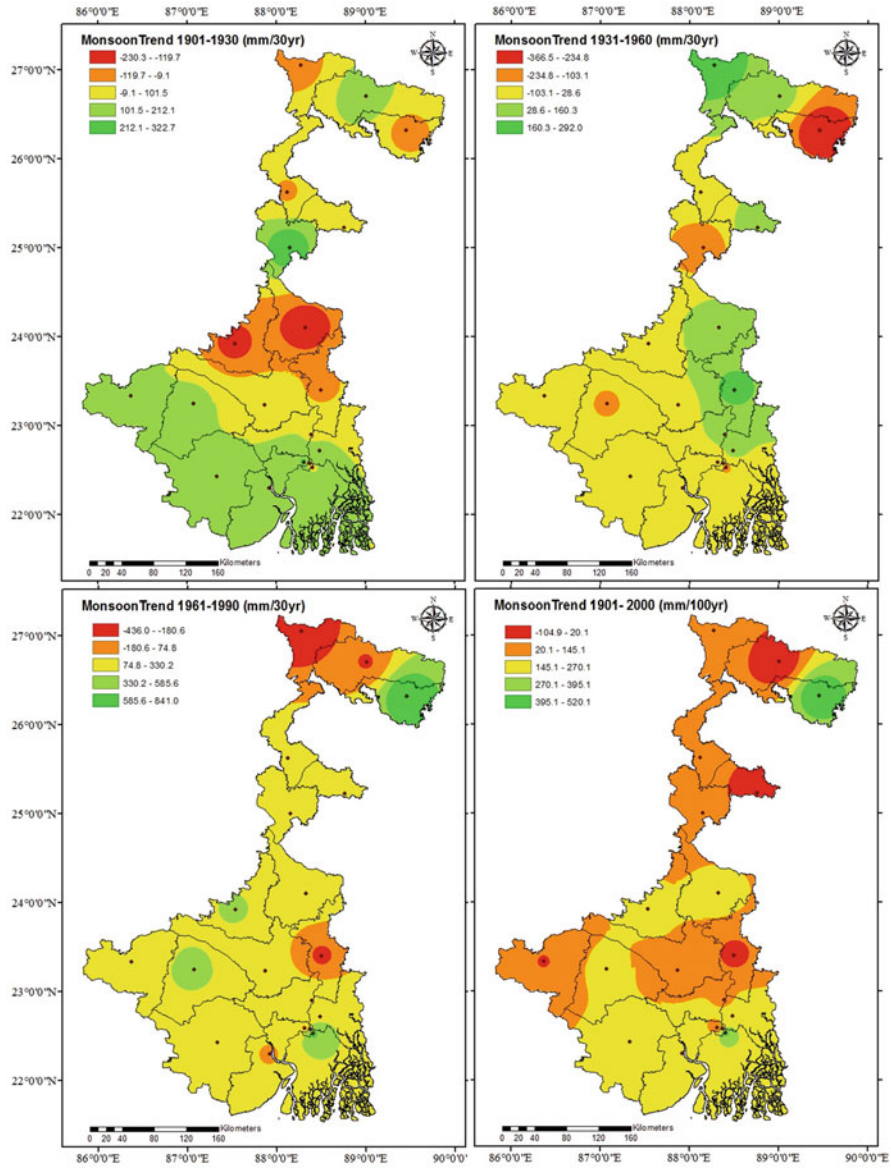 86°0'0"E 87°0'0"E 88°0'0"E 89°0'0"E 86°0'0"E 87°0'0"E 88°0'0"E 89°0'0"E
MonsoonTrend 1901-1930 (mm/30yr)
-230.3 - -119.7
-119.7 - -9.1
-9.1 - 101.5
101.5 - 212.1
212.1 - 322.7
N
W E
S
27°0'0"N
26°0'0"N
25°0'0"N
24°0'0"N
23°0'0"N
22°0'0"N
Kilometers
0 20 40 80 120 160
MonsoonTrend 1931-1960 (mm/30yr)
-366.5 - -234.8
-234.8 - -103.1
-103.1 - 28.6
28.6 - 160.3
160.3 - 292.0
N
W E
S
Kilometers
0 20 40 80 120 160
MonsoonTrend 1961-1990 (mm/30yr)
-436.0 - -180.6
-180.6 - 74.8
74.8 - 330.2
330.2 - 585.6
585.6 - 841.0
N
W E
S
27°0'0"N
26°0'0"N
25°0'0"N
24°0'0"N
23°0'0"N
22°0'0"N
Kilometers
0 20 40 80 120 160
MonsoonTrend 1901- 2000 (mm/100yr)
-104.9 - 20.1
20.1 - 145.1
145.1 - 270.1
270.1 - 395.1
395.1 - 520.1
N
W E
S
Kilometers
0 20 40 80 120 160
86°0'0"E 87°0'0"E 88°0'0"E 89°0'0"E 90°0'0"E 86°0'0"E 87°0'0"E 88°0'0"E 89°0'0"E 90°0'0"E